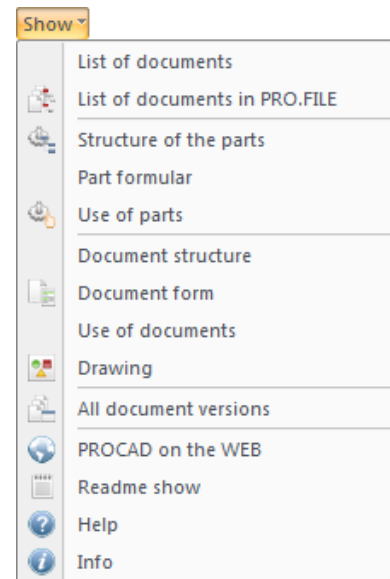 Show
List of documents
List of documents in PRO.FILE
Structure of the parts
Part formular
Use of parts
Document structure
Document form
Use of documents
Drawing
All document versions
PROCAD on the WEB
Readme show
Help
Info